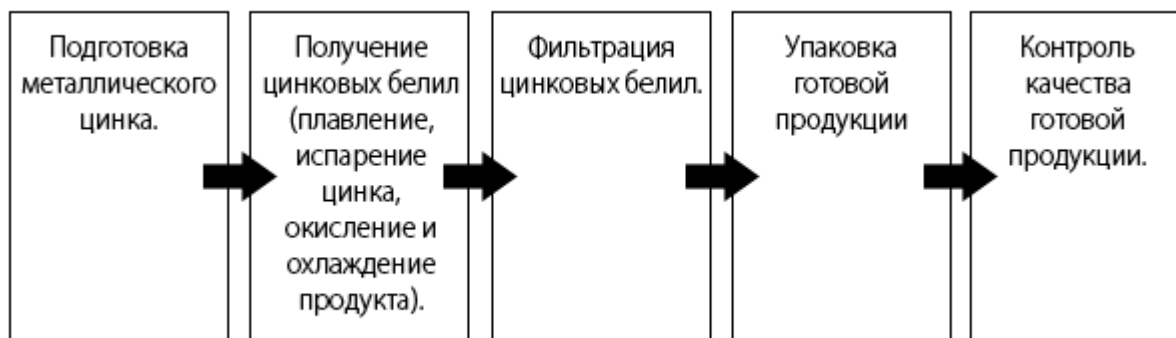 Подготовка
металлического
цинка.
Получение
цинковых белил
(плавление,
испарение
цинка,
окисление и
охлаждение
продукта).
Фильтрация
цинковых белил.
Упаковка
готовой
продукции
Контроль
качества
готовой
продукции.